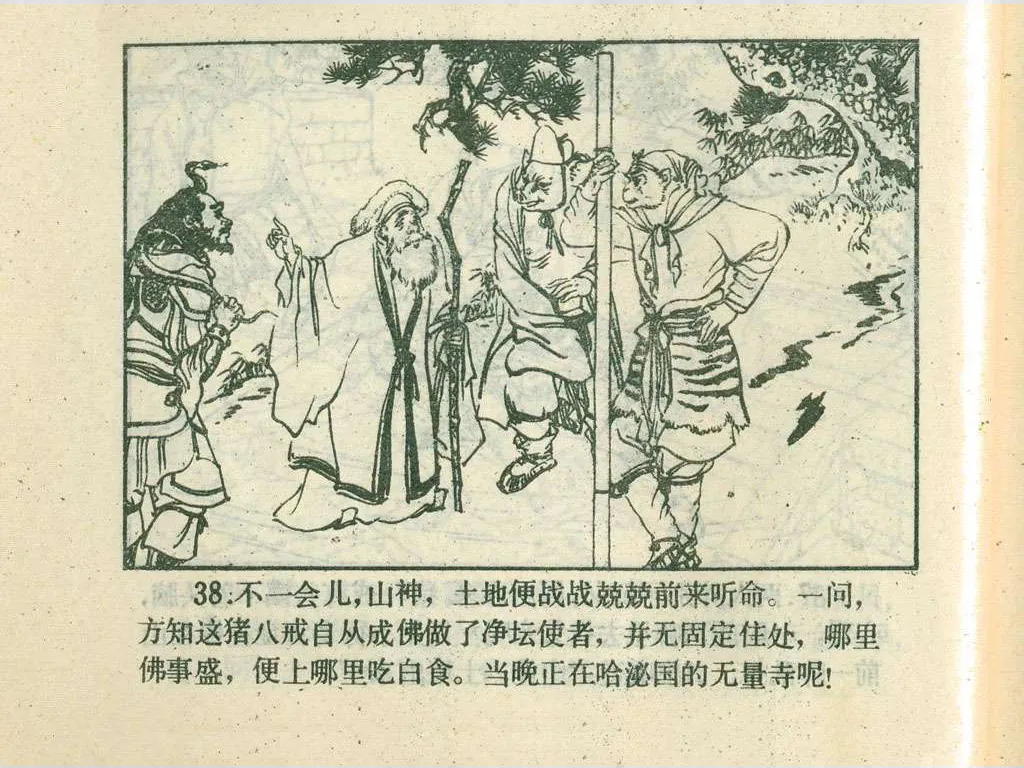 38:不一会儿,山神，土地便战战兢兢前来听命。一问，
方知这猪八戒自从成佛做了净坛使者，并无固定住处，哪里
佛事盛，便上哪里吃白食。当晚正在哈泌国的无量寺呢!